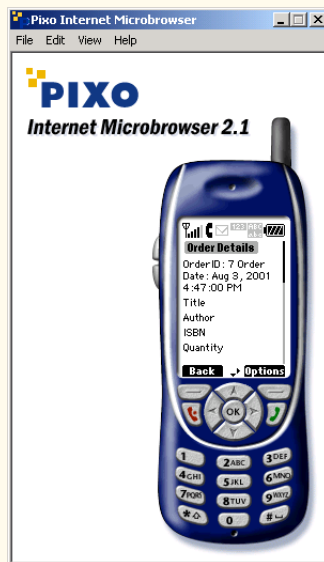 Pixo Internet Microbrowser
File Edit View Help
PIXO
Internet Microbrowser 2.1
123 ABC
Order Details
OrderID: 7 Order
Date: Aug 3, 2001
4:47:00 PM
Title
Author
ISBN
Quantity
Back Options
OK
1 2ABC 3DEF
4GHI 5JKL 6MNO
7PQRS 8TUV 9WXYZ
* 0 #